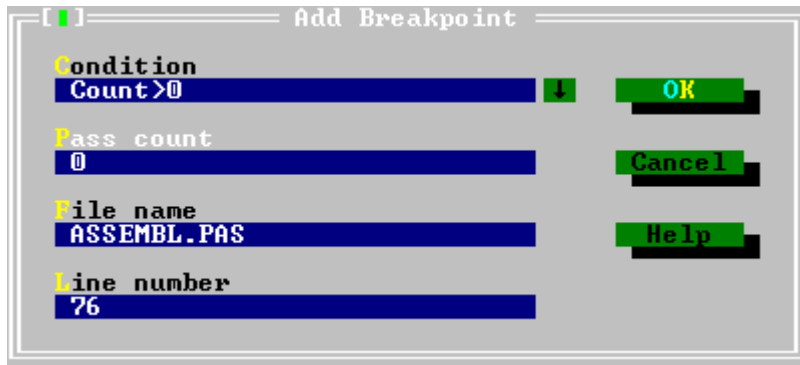 Add Breakpoint
Condition
Count>0
↓
OK
Pass count
0
Cancel
File name
ASSEMBL.PAS
Help
Line number
76